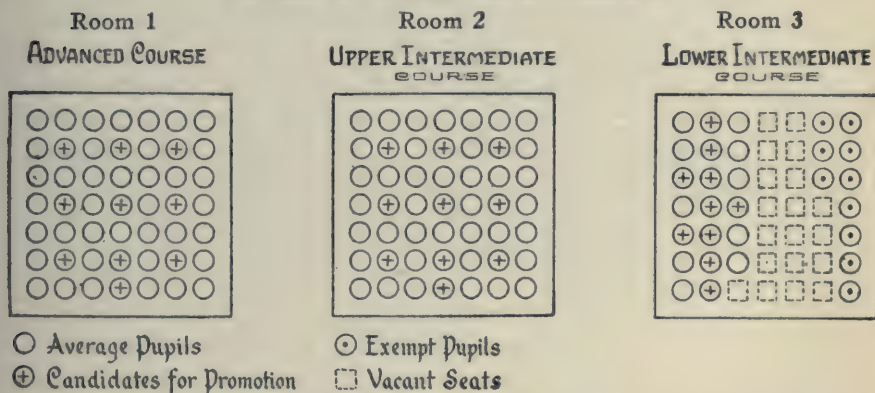 Room 1
ADVANCED COURSE
Room 2
UPPER INTERMEDIATE
COURSE
Room 3
LOWER INTERMEDIATE
COURSE
Average Pupils
Candidates for Promotion
Exempt Pupils
Vacant Seats